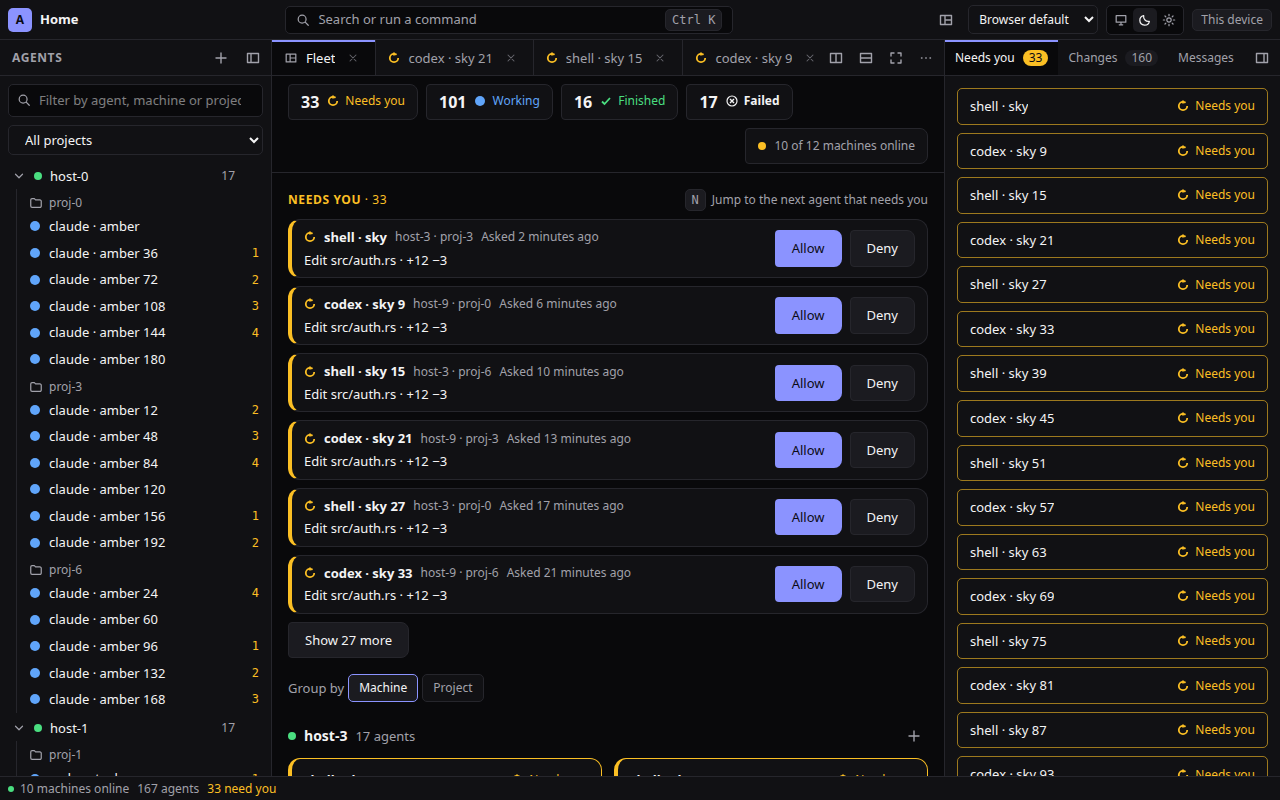 A Home
Search or run a command Ctrl K
Browser default
This device
AGENTS
Filter by agent, machine or projec
All projects
host-0 17
proj-0
claude · amber
claude · amber 36 1
claude · amber 72 2
claude · amber 108 3
claude · amber 144 4
claude · amber 180
proj-3
claude · amber 12 2
claude · amber 48 3
claude · amber 84 4
claude · amber 120
claude · amber 156 1
claude · amber 192 2
proj-6
claude · amber 24 4
claude · amber 60
claude · amber 96 1
claude · amber 132 2
claude · amber 168 3
host-1 17
proj-1
Fleet
codex · sky 21
shell · sky 15
codex · sky 9
33 Needs you
101 Working
16 Finished
17 Failed
10 of 12 machines online
NEEDS YOU · 33
N Jump to the next agent that needs you
shell · sky host-3 · proj-3 Asked 2 minutes ago
Edit src/auth.rs · +12 −3
Allow Deny
codex · sky 9 host-9 · proj-0 Asked 6 minutes ago
Edit src/auth.rs · +12 −3
Allow Deny
shell · sky 15 host-3 · proj-6 Asked 10 minutes ago
Edit src/auth.rs · +12 −3
Allow Deny
codex · sky 21 host-9 · proj-3 Asked 13 minutes ago
Edit src/auth.rs · +12 −3
Allow Deny
shell · sky 27 host-3 · proj-0 Asked 17 minutes ago
Edit src/auth.rs · +12 −3
Allow Deny
codex · sky 33 host-9 · proj-6 Asked 21 minutes ago
Edit src/auth.rs · +12 −3
Allow Deny
Show 27 more
Group by Machine Project
host-3 17 agents
Needs you 33
Changes 160
Messages
shell · sky Needs you
codex · sky 9 Needs you
shell · sky 15 Needs you
codex · sky 21 Needs you
shell · sky 27 Needs you
codex · sky 33 Needs you
shell · sky 39 Needs you
codex · sky 45 Needs you
shell · sky 51 Needs you
codex · sky 57 Needs you
shell · sky 63 Needs you
codex · sky 69 Needs you
shell · sky 75 Needs you
codex · sky 81 Needs you
shell · sky 87 Needs you
codex · sky 93 Needs you
10 machines online 167 agents 33 need you